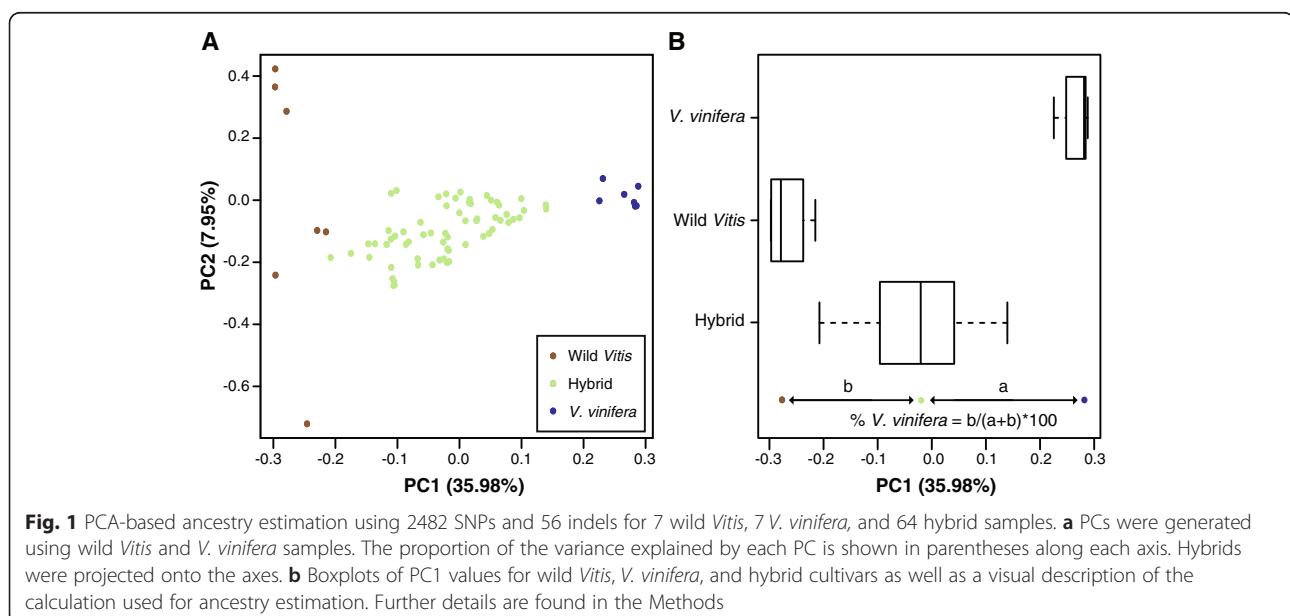 A
B
0.4
0.2
0.0
-0.2
-0.4
-0.6
PC2 (7.95%)
-0.3 -0.2 -0.1 0.0 0.1 0.2 0.3
PC1 (35.98%)
Wild Vitis
Hybrid
V. vinifera
V. vinifera
Wild Vitis
Hybrid
b
a
% V. vinifera = b/(a+b)*100
-0.3 -0.2 -0.1 0.0 0.1 0.2 0.3
PC1 (35.98%)
Fig. 1 PCA-based ancestry estimation using 2482 SNPs and 56 indels for 7 wild Vitis, 7 V. vinifera, and 64 hybrid samples. a PCs were generated
using wild Vitis and V. vinifera samples. The proportion of the variance explained by each PC is shown in parentheses along each axis. Hybrids
were projected onto the axes. b Boxplots of PC1 values for wild Vitis, V. vinifera, and hybrid cultivars as well as a visual description of the
calculation used for ancestry estimation. Further details are found in the Methods